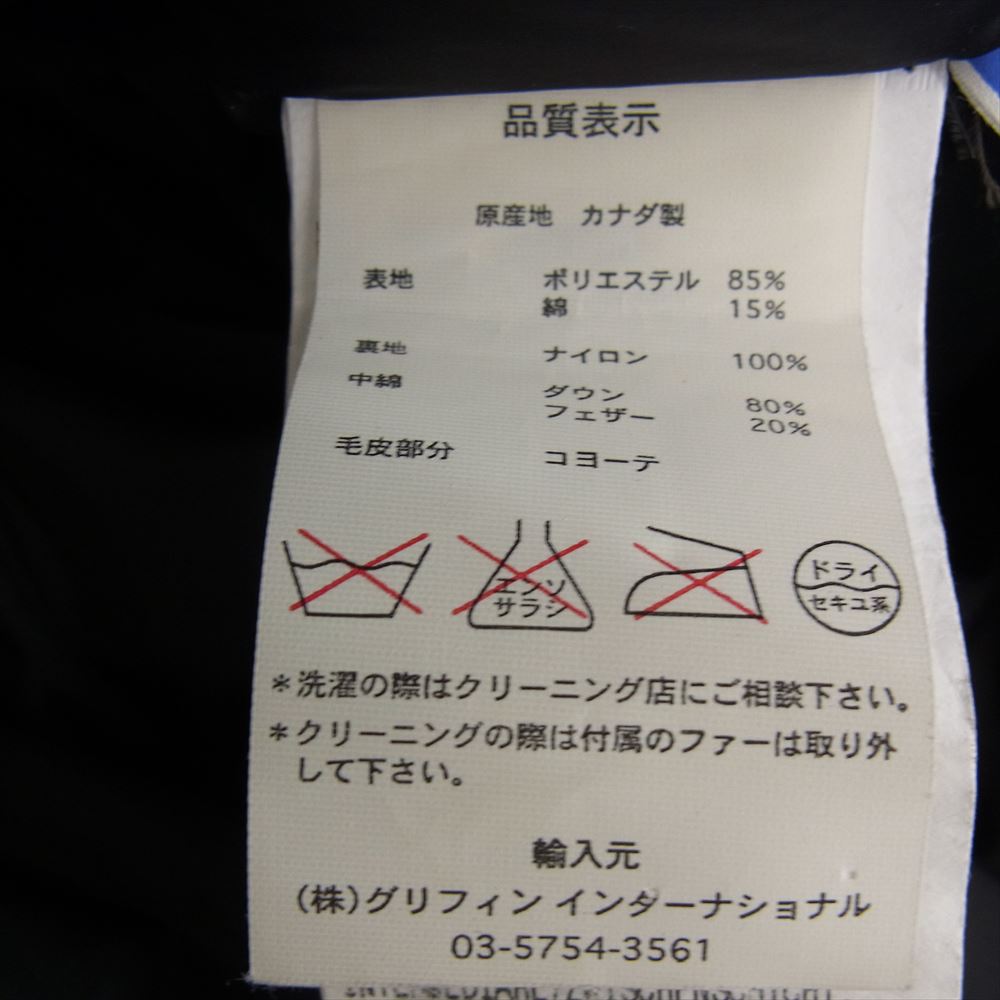 品質表示
原産地 カナダ製
表地 ポリエステル 85%
綿 15%
裏地 ナイロン 100%
中綿 ダウン 80%
フェザー 20%
毛皮部分 コヨーテ
エンソ
サラシ
ドライ
セキユ系
*洗濯の際はクリーニング店にご相談下さい。
*クリーニングの際は付属のファーは取り外
して下さい。
輸入元
(株)グリフィン インターナショナル
03-5754-3561